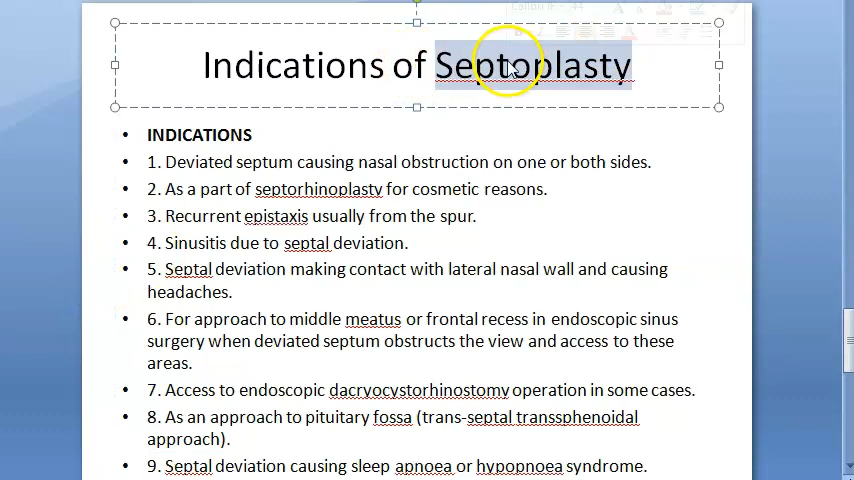 Indications of Septoplasty
• INDICATIONS
• 1. Deviated septum causing nasal obstruction on one or both sides.
• 2. As a part of septorhinoplasty for cosmetic reasons.
• 3. Recurrent epistaxis usually from the spur.
• 4. Sinusitis due to septal deviation.
• 5. Septal deviation making contact with lateral nasal wall and causing
headaches.
• 6. For approach to middle meatus or frontal recess in endoscopic sinus
surgery when deviated septum obstructs the view and access to these
areas.
• 7. Access to endoscopic dacryocystorhinostomy operation in some cases.
• 8. As an approach to pituitary fossa (trans-septal transsphenoidal
approach).
• 9. Septal deviation causing sleep apnoea or hypopnoea syndrome.